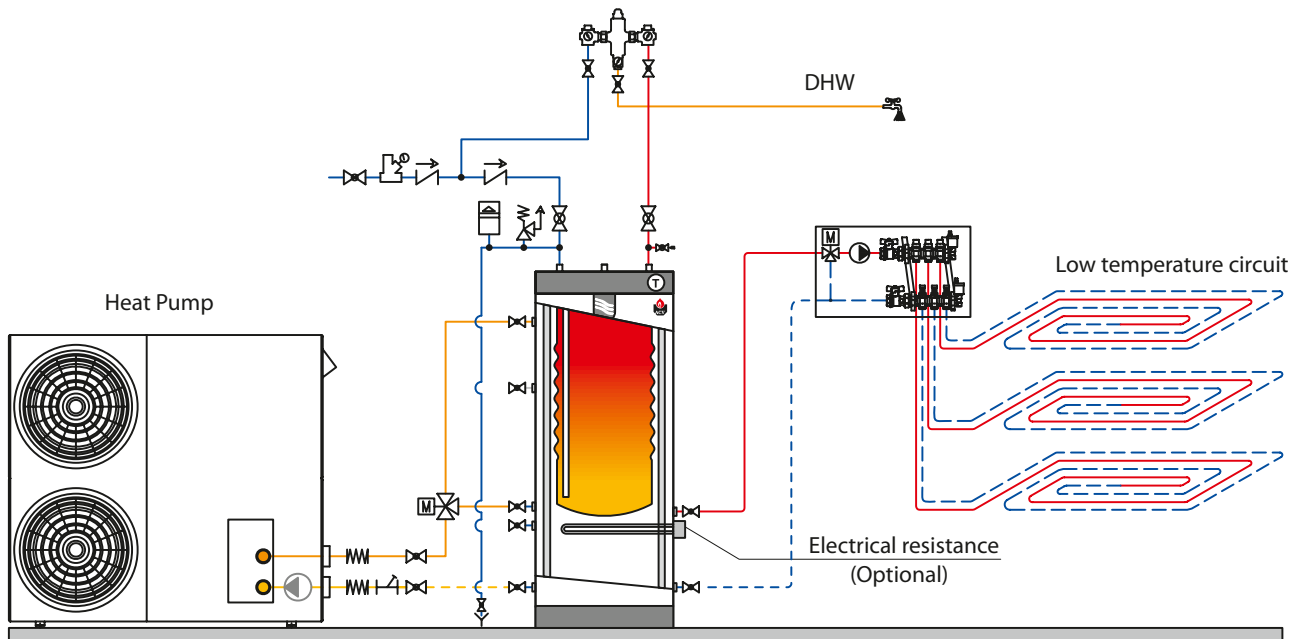 DHW
M
Low temperature circuit
Heat Pump
T
M
Electrical resistance
(Optional)